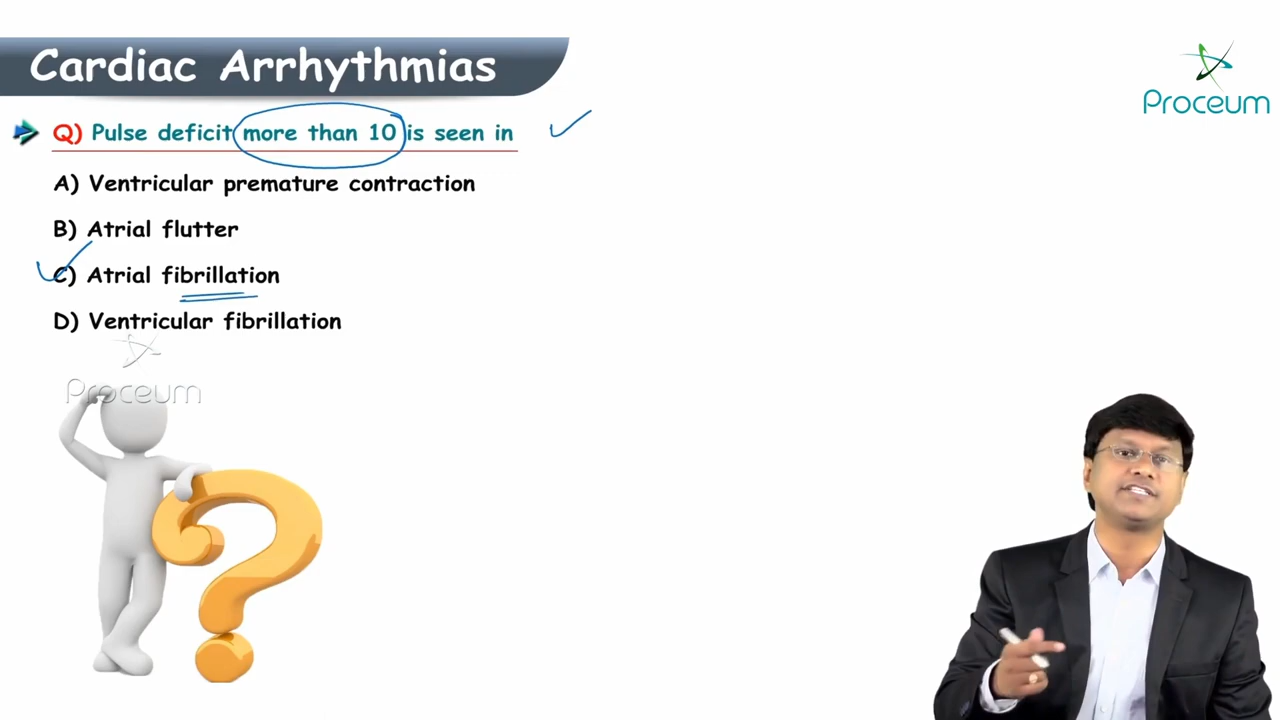 Cardiac Arrhythmias
Proceum
Q) Pulse deficit more than 10 is seen in
A) Ventricular premature contraction
B) Atrial flutter
C) Atrial fibrillation
D) Ventricular fibrillation
Proceum